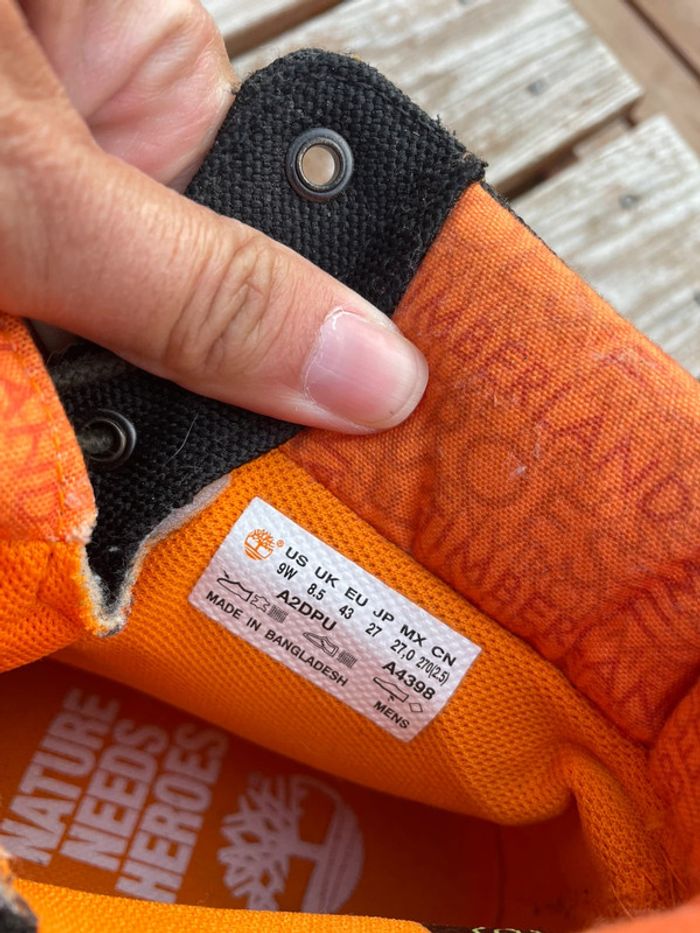 TIMBERLAND
TIMBER
® US UK EU JP MX CN
9W 8.5 43 27 27,0 270(2.5)
A2DPU A4398
MADE IN BANGLADESH MENS
NATURE
NEEDS
HEROES